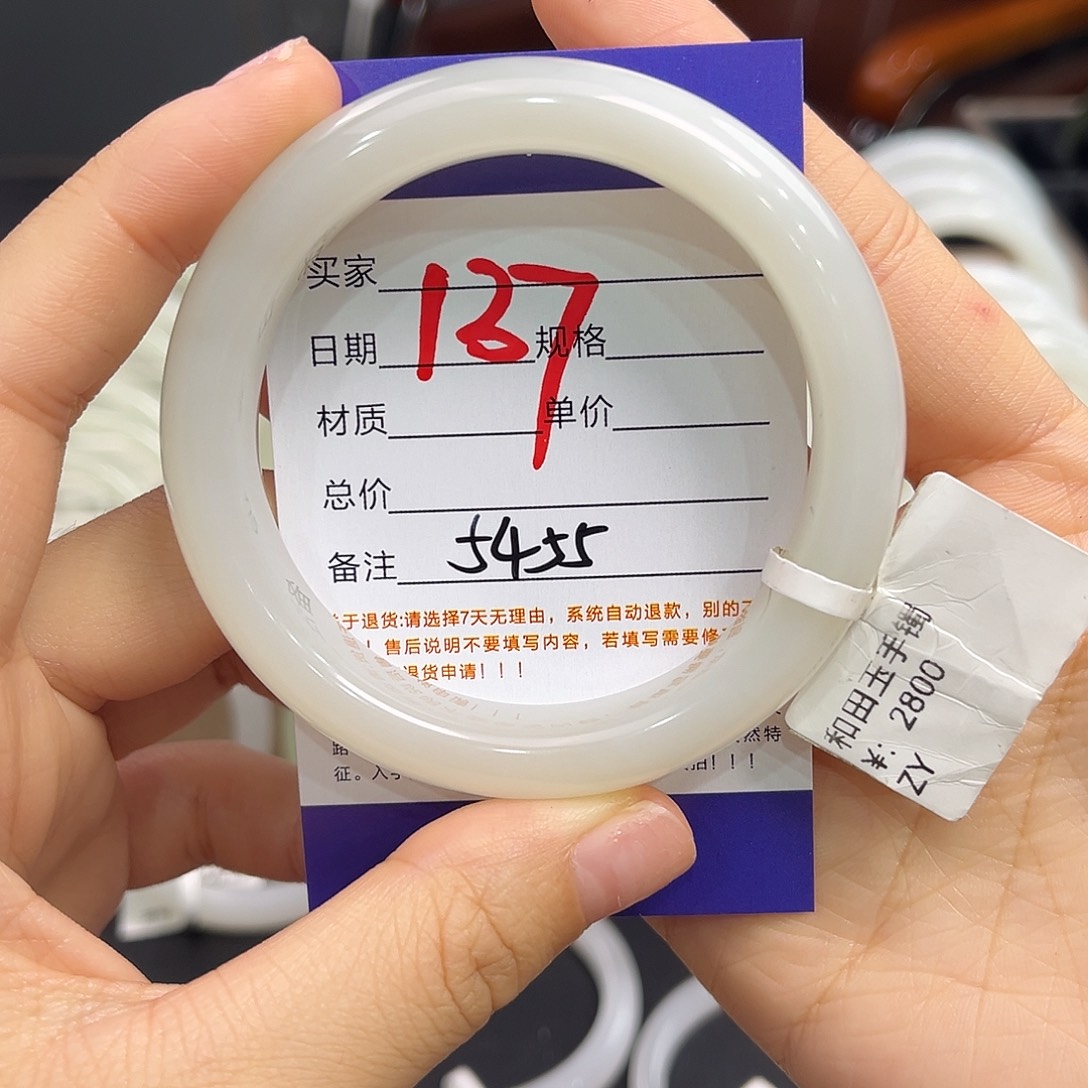 买家
日期 规格
材质 单价
总价
备注 5455
于退货:请选择7天无理由，系统自动退款，别的
！售后说明不要填写内容，若填写需要修
退货申请！！！
然特
征。
！！！
和田玉手镯
¥: 2800
ZY